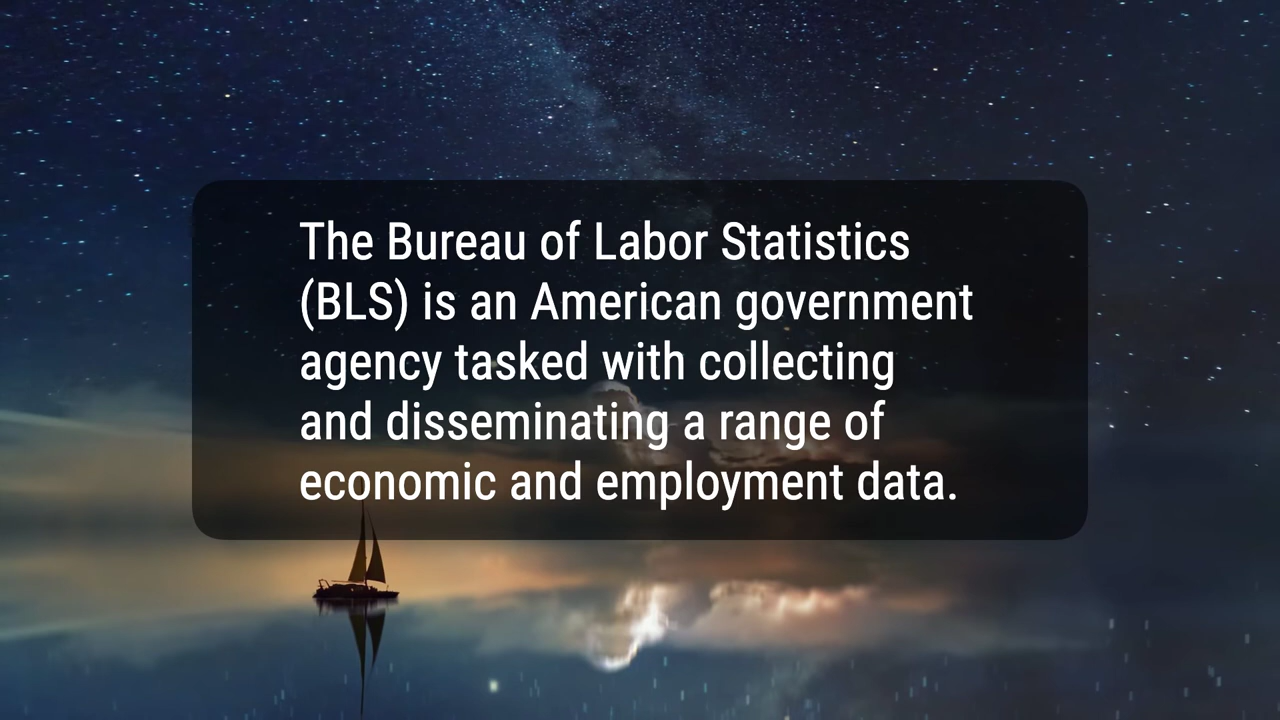 The Bureau of Labor Statistics
(BLS) is an American government
agency tasked with collecting
and disseminating a range of
economic and employment data.